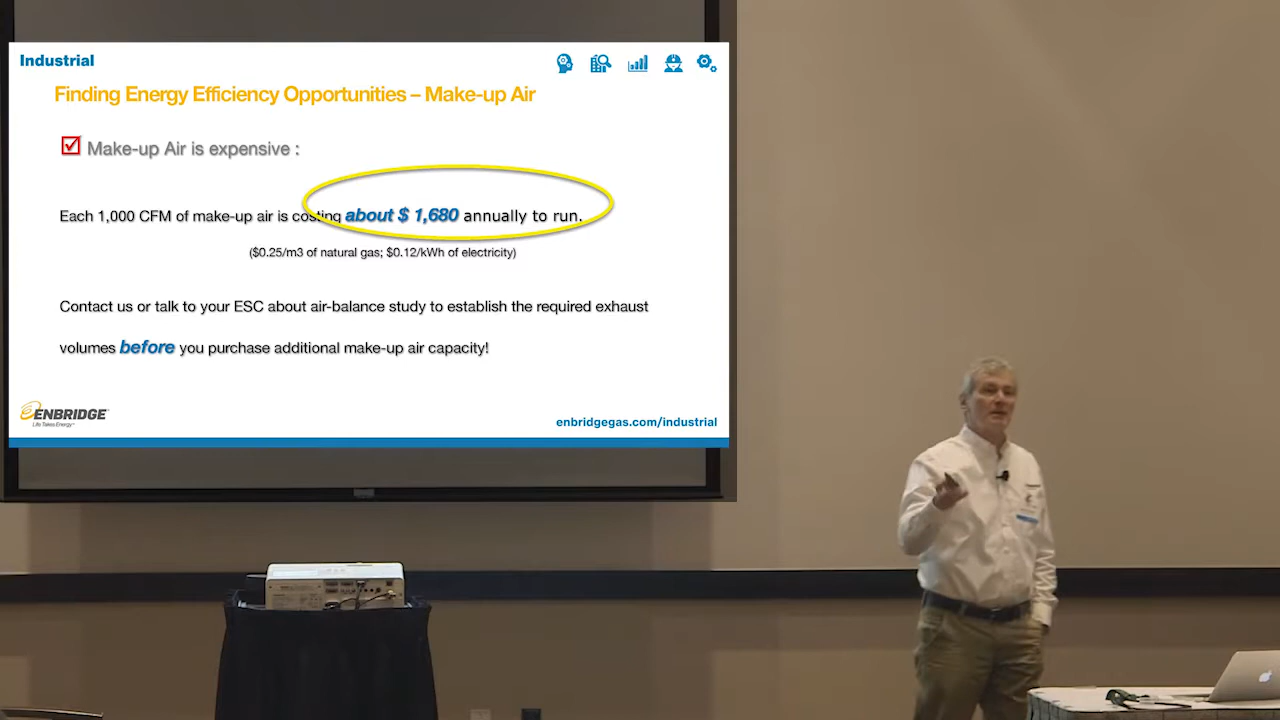 Industrial
Finding Energy Efficiency Opportunities – Make-up Air
Make-up Air is expensive :
Each 1,000 CFM of make-up air is costing about $ 1,680 annually to run.
($0.25/m3 of natural gas; $0.12/kWh of electricity)
Contact us or talk to your ESC about air-balance study to establish the required exhaust
volumes before you purchase additional make-up air capacity!
ENBRIDGE
Life Takes Energy™
enbridgegas.com/industrial